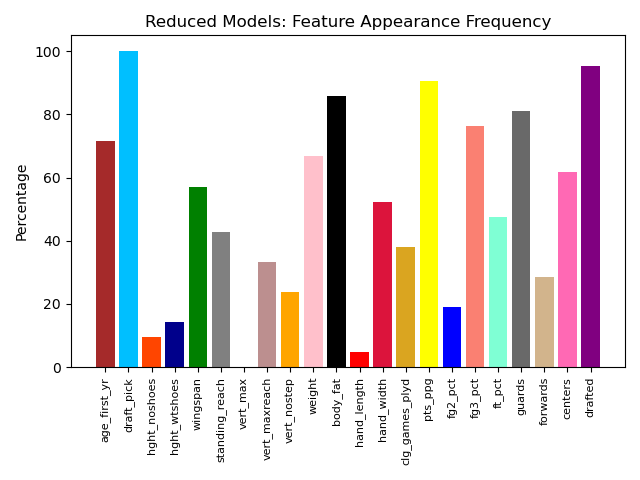 Reduced Models: Feature Appearance Frequency
Percentage
100
80
60
40
20
0
age_first_yr
draft_pick
hght_noshoes
hght_wtshoes
wingspan
standing_reach
vert_max
vert_maxreach
vert_nostep
weight
body_fat
hand_length
hand_width
clg_games_plyd
pts_ppg
fg2_pct
fg3_pct
ft_pct
guards
forwards
centers
drafted